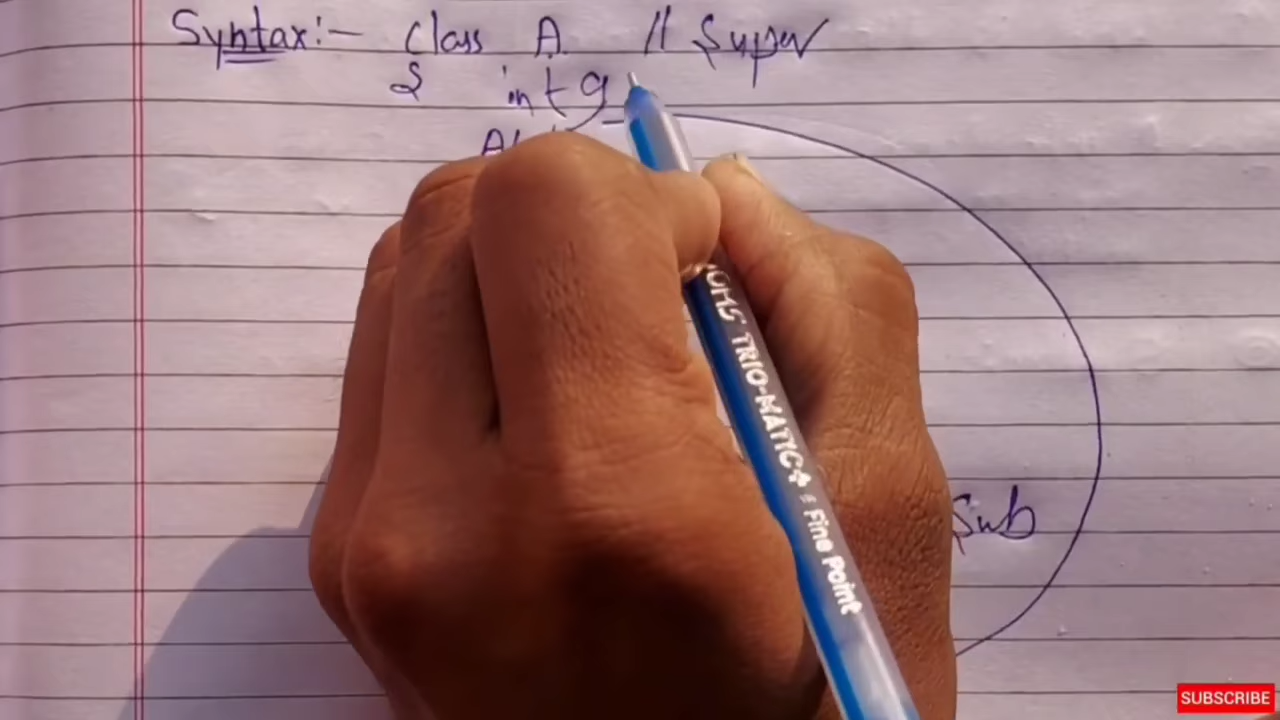 Syntax:- class A // Super
{ int g
Sub
TRIO-MATIC + Fine Point
SUBSCRIBE